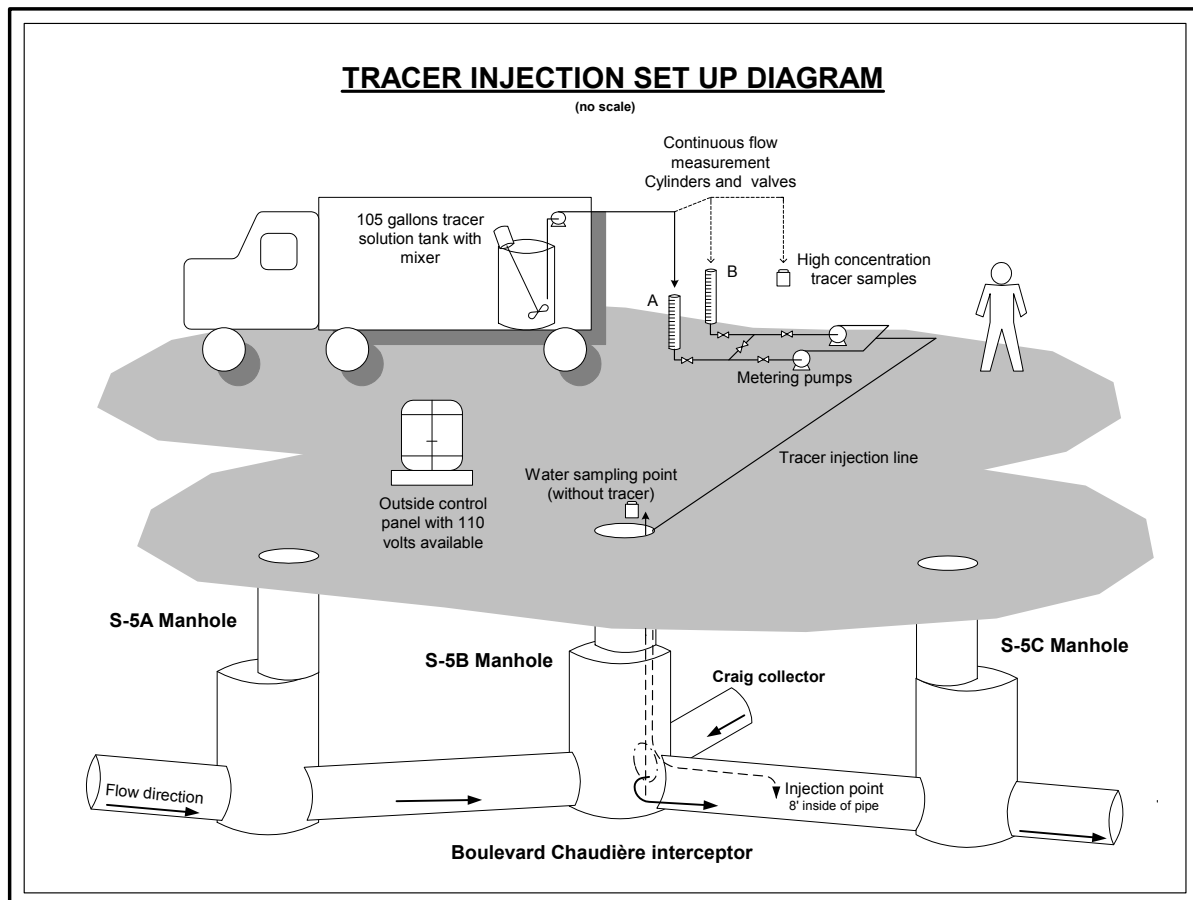 TRACER INJECTION SET UP DIAGRAM
(no scale)
Continuous flow
measurement
Cylinders and valves
105 gallons tracer
solution tank with
mixer
High concentration
tracer samples
A
B
Metering pumps
Tracer injection line
Water sampling point
(without tracer)
Outside control
panel with 110
volts available
S-5A Manhole
S-5B Manhole
S-5C Manhole
Craig collector
Flow direction
Injection point
8' inside of pipe
Boulevard Chaudière interceptor